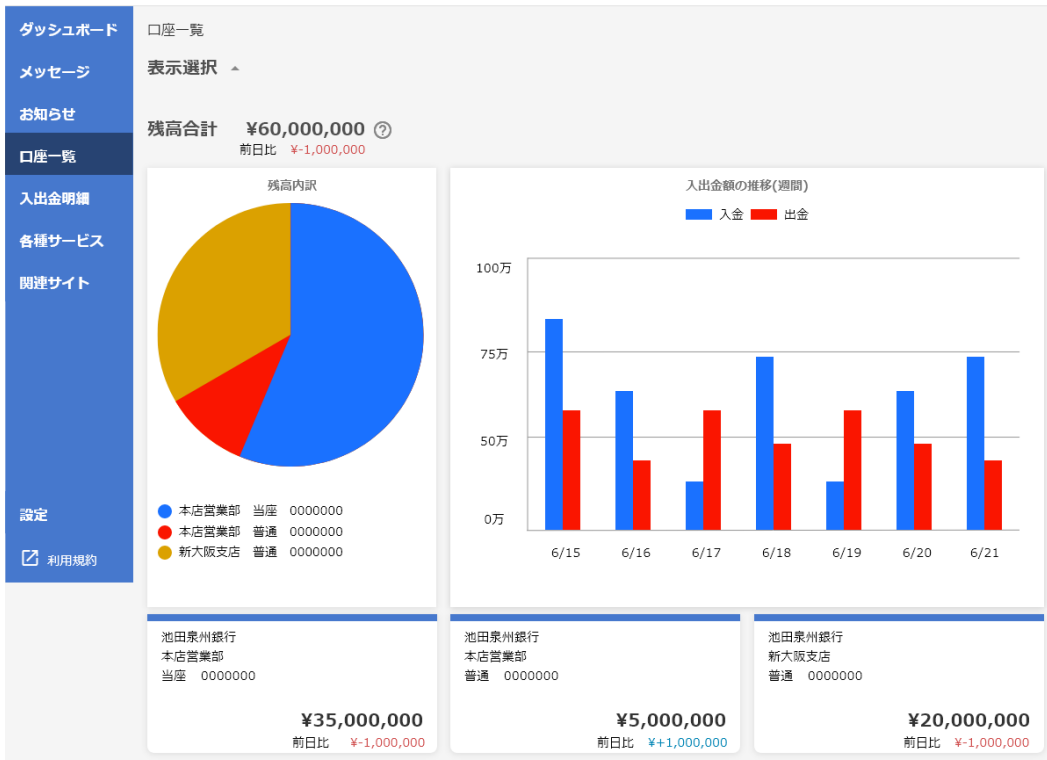 ダッシュボード
メッセージ
お知らせ
口座一覧
入出金明細
各種サービス
関連サイト
設定
利用規約
口座一覧
表示選択
残高合計 ¥60,000,000 ?
前日比 ¥-1,000,000
残高内訳
本店営業部 当座 0000000
本店営業部 普通 0000000
新大阪支店 普通 0000000
入出金額の推移(週間)
入金 出金
100万
75万
50万
0万
6/15 6/16 6/17 6/18 6/19 6/20 6/21
池田泉州銀行
本店営業部
当座 0000000
¥35,000,000
前日比 ¥-1,000,000
池田泉州銀行
本店営業部
普通 0000000
¥5,000,000
前日比 ¥+1,000,000
池田泉州銀行
新大阪支店
普通 0000000
¥20,000,000
前日比 ¥-1,000,000